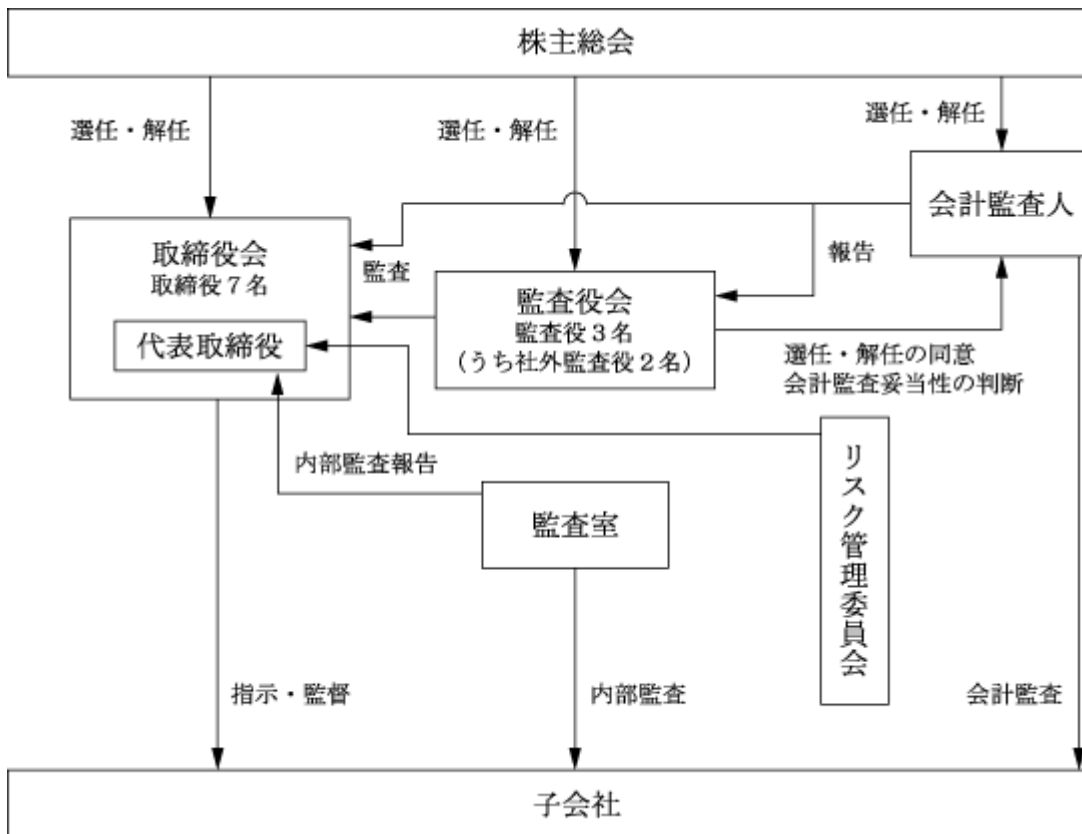 株主総会
選任・解任
選任・解任
選任・解任
会計監査人
取締役会
取締役7名
監査
報告
監査役会
監査役3名
(うち社外監査役2名)
代表取締役
選任・解任の同意
会計監査妥当性の判断
内部監査報告
監査室
リスク管理委員会
指示・監督
内部監査
会計監査
子会社